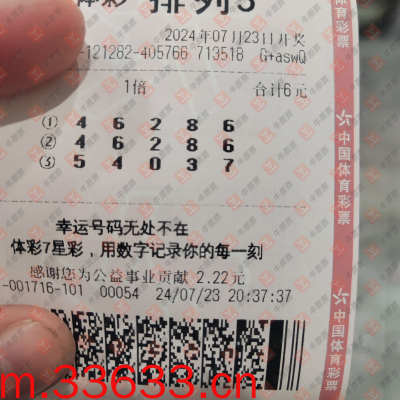 体彩 排列5
2024年07月23日开奖
-121282-405766 713518 G+aswQ
1倍 合计6元
① 4 6 2 8 6
② 4 6 2 8 6
③ 5 4 0 3 7
幸运号码无处不在
体彩7星彩，用数字记录你的每一刻
感谢您为公益事业贡献 2.22元
-001716-101 00054 24/07/23 20:37:37
中国体育彩
中国体育彩
m.33633.cn